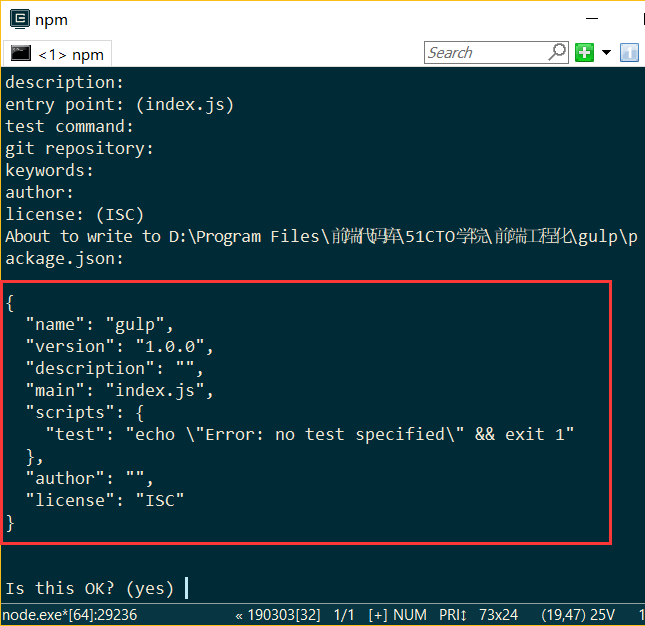 npm
<1> npm
Search
description:
entry point: (index.js)
test command:
git repository:
keywords:
author:
license: (ISC)
About to write to D:\Program Files\前端代码库\51CTO学院\前端工程化\gulp\p
ackage.json:
{
  "name": "gulp",
  "version": "1.0.0",
  "description": "",
  "main": "index.js",
  "scripts": {
    "test": "echo \"Error: no test specified\" && exit 1"
  },
  "author": "",
  "license": "ISC"
}
Is this OK? (yes)
node.exe*[64]:29236 « 190303[32] 1/1 [+] NUM PRI↕ 73x24 (19,47) 25V 1